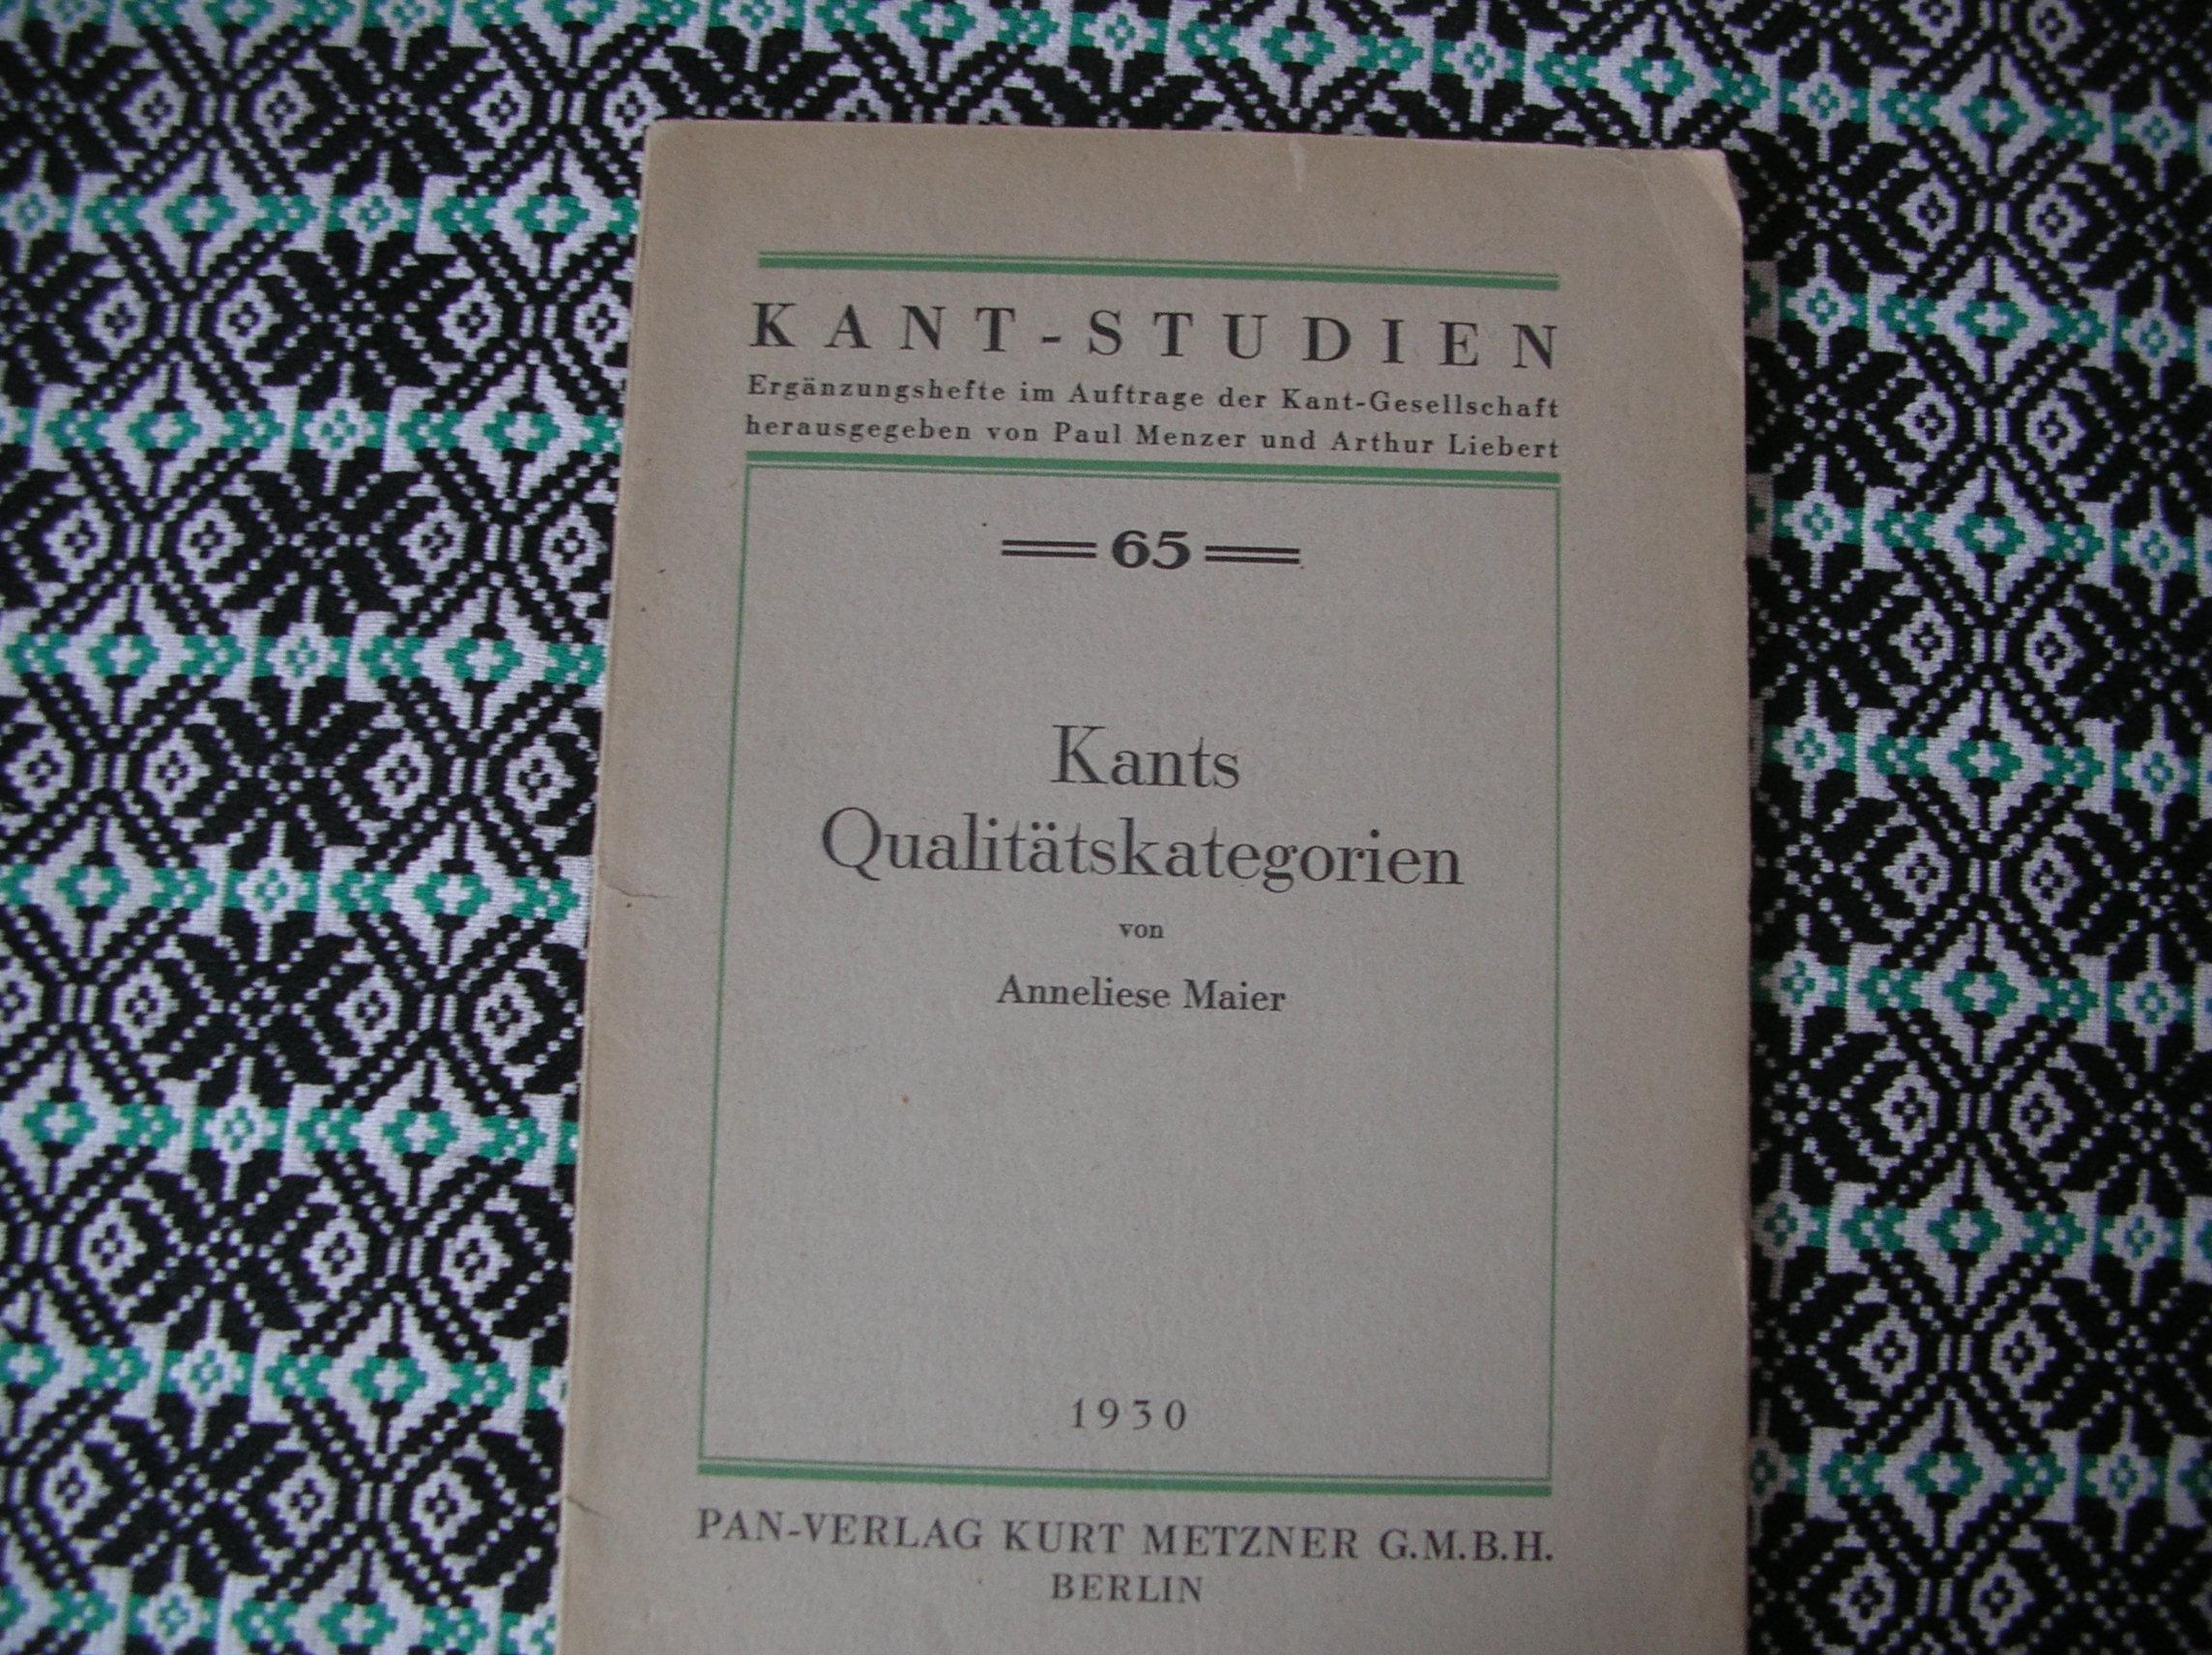 KANT-STUDIEN
Ergänzungshefte im Auftrage der Kant-Gesellschaft
herausgegeben von Paul Menzer und Arthur Liebert
65
Kants
Qualitätskategorien
von
Anneliese Maier
1930
PAN-VERLAG KURT METZNER G.M.B.H.
BERLIN